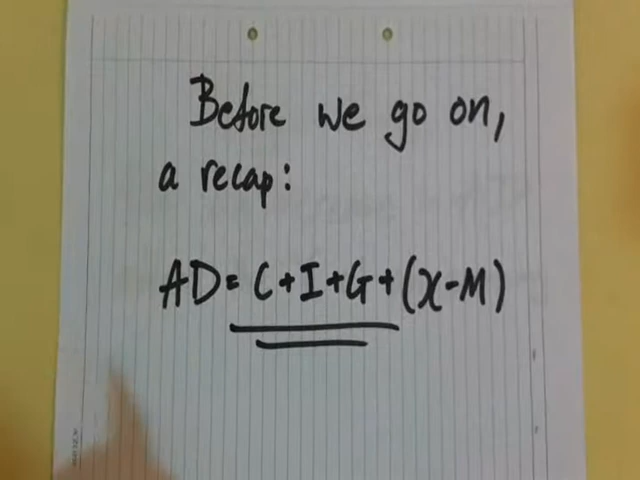 Before we go on,
a recap:
AD = C+I+G+(X-M)